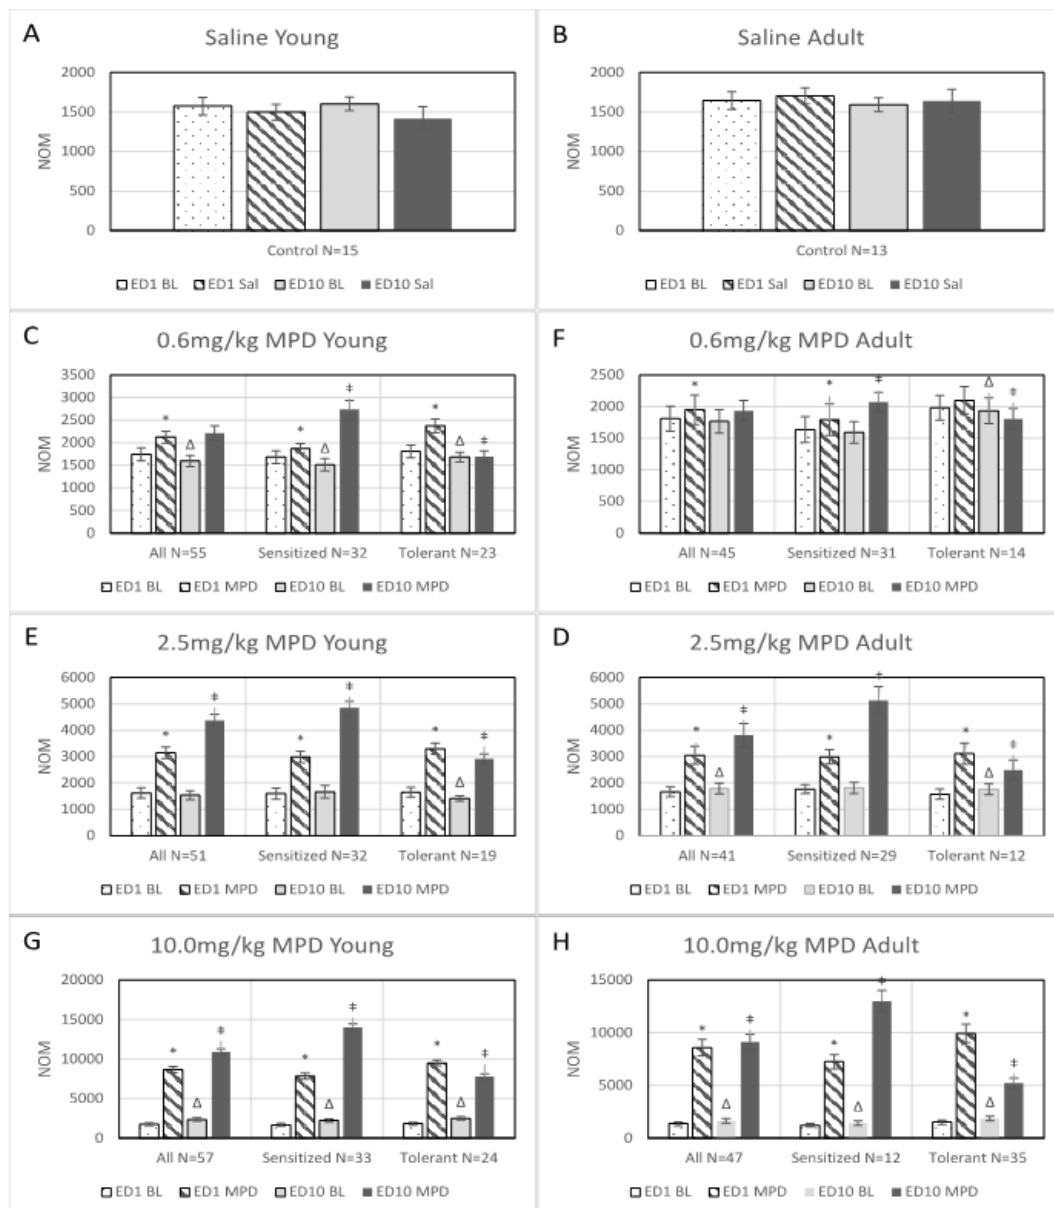 A
Saline Young
2000
1500
1000
500
0
NOM
Control N=15
ED1 BL ED1 Sal ED10 BL ED10 Sal
B
Saline Adult
2000
1500
1000
500
0
NOM
Control N=13
ED1 BL ED1 Sal ED10 BL ED10 Sal
C
0.6mg/kg MPD Young
3500
3000
2500
2000
1500
1000
500
0
NOM
* Δ * Δ ‡ * Δ ‡
All N=55 Sensitized N=32 Tolerant N=23
ED1 BL ED1 MPD ED10 BL ED10 MPD
F
0.6mg/kg MPD Adult
2500
2000
1500
1000
500
0
NOM
* * ‡ Δ ‡
All N=45 Sensitized N=31 Tolerant N=14
ED1 BL ED1 MPD ED10 BL ED10 MPD
E
2.5mg/kg MPD Young
6000
5000
4000
3000
2000
1000
0
NOM
* ‡ * ‡ * Δ ‡
All N=51 Sensitized N=32 Tolerant N=19
ED1 BL ED1 MPD ED10 BL ED10 MPD
D
2.5mg/kg MPD Adult
6000
5000
4000
3000
2000
1000
0
NOM
* Δ ‡ * ‡ * Δ ‡
All N=41 Sensitized N=29 Tolerant N=12
ED1 BL ED1 MPD ED10 BL ED10 MPD
G
10.0mg/kg MPD Young
20000
15000
10000
5000
0
NOM
* Δ ‡ * Δ ‡ * Δ ‡
All N=57 Sensitized N=33 Tolerant N=24
ED1 BL ED1 MPD ED10 BL ED10 MPD
H
10.0mg/kg MPD Adult
15000
10000
5000
0
NOM
* Δ ‡ * Δ ‡ * Δ ‡
All N=47 Sensitized N=12 Tolerant N=35
ED1 BL ED1 MPD ED10 BL ED10 MPD